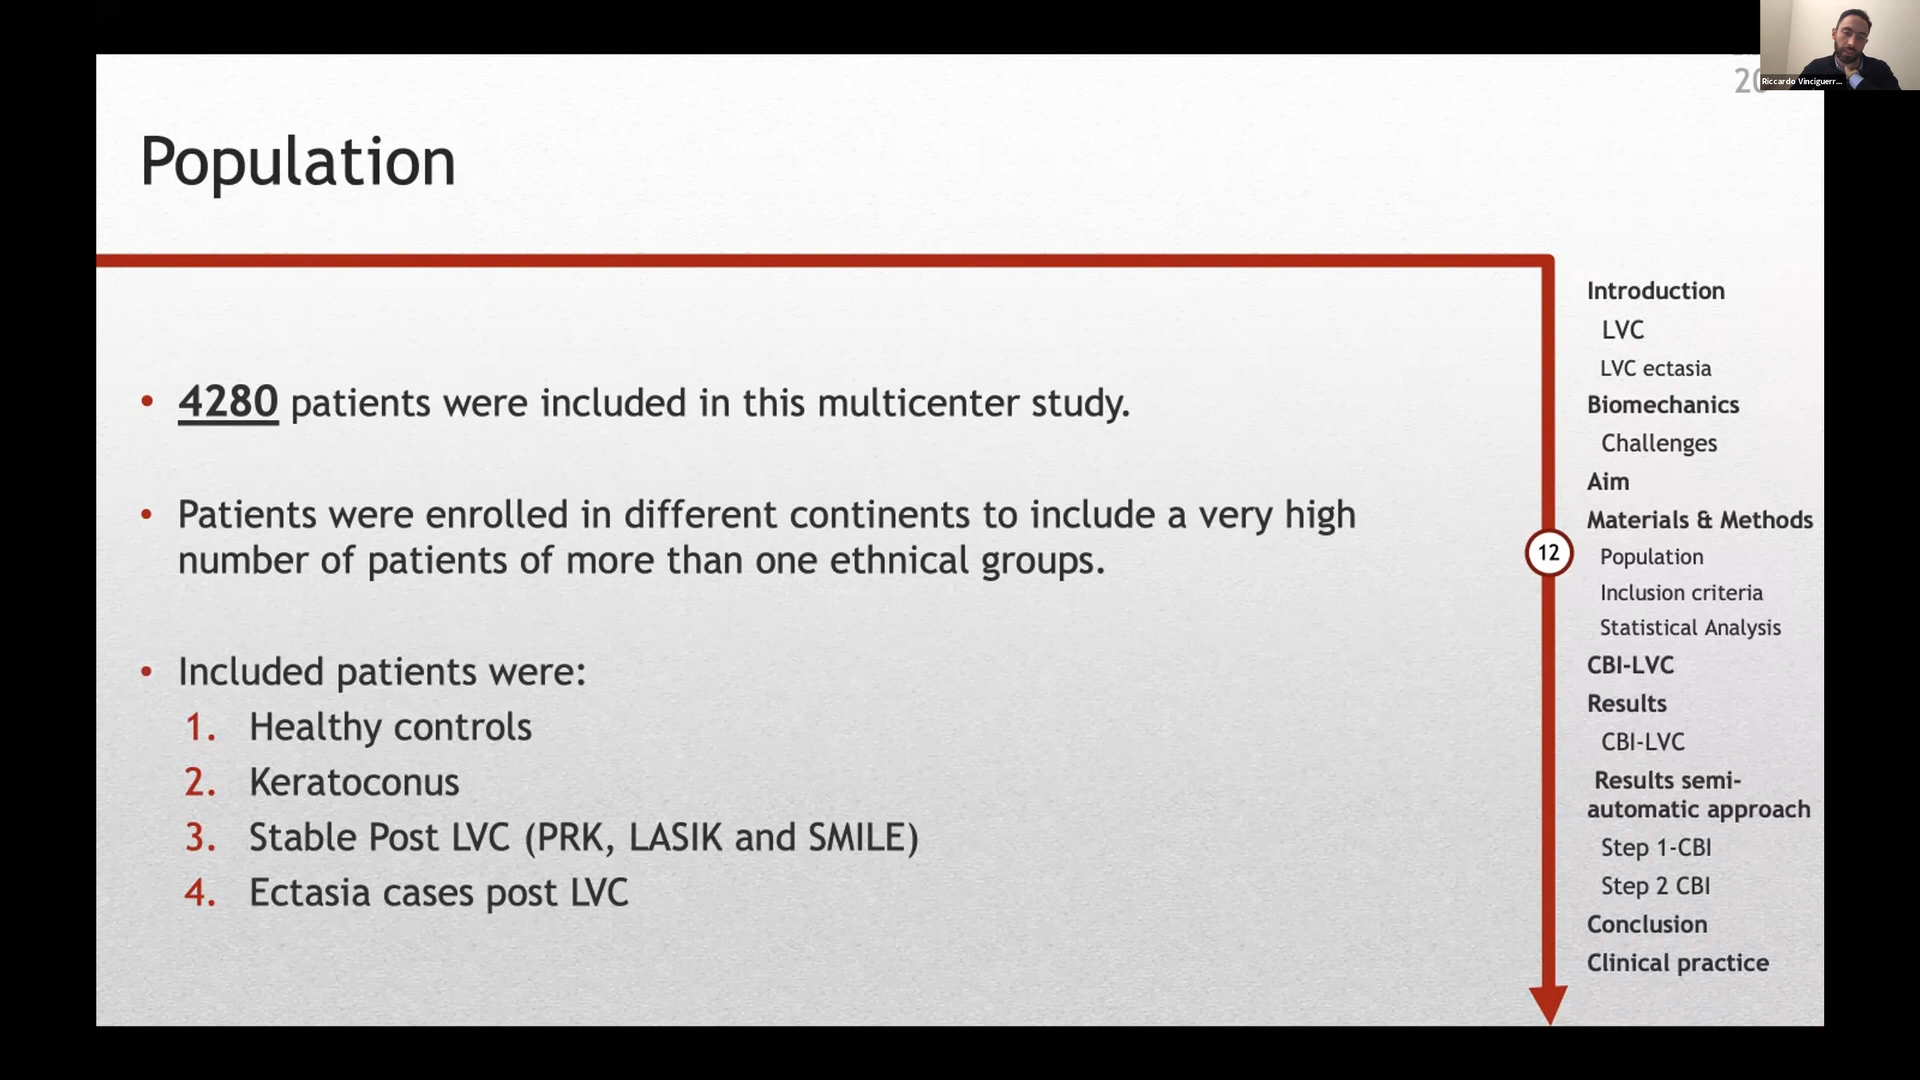 Riccardo Vinciguerr...
Population
• 4280 patients were included in this multicenter study.
• Patients were enrolled in different continents to include a very high
number of patients of more than one ethnical groups.
• Included patients were:
1. Healthy controls
2. Keratoconus
3. Stable Post LVC (PRK, LASIK and SMILE)
4. Ectasia cases post LVC
12
Introduction
LVC
LVC ectasia
Biomechanics
Challenges
Aim
Materials & Methods
Population
Inclusion criteria
Statistical Analysis
CBI-LVC
Results
CBI-LVC
Results semi-
automatic approach
Step 1-CBI
Step 2 CBI
Conclusion
Clinical practice